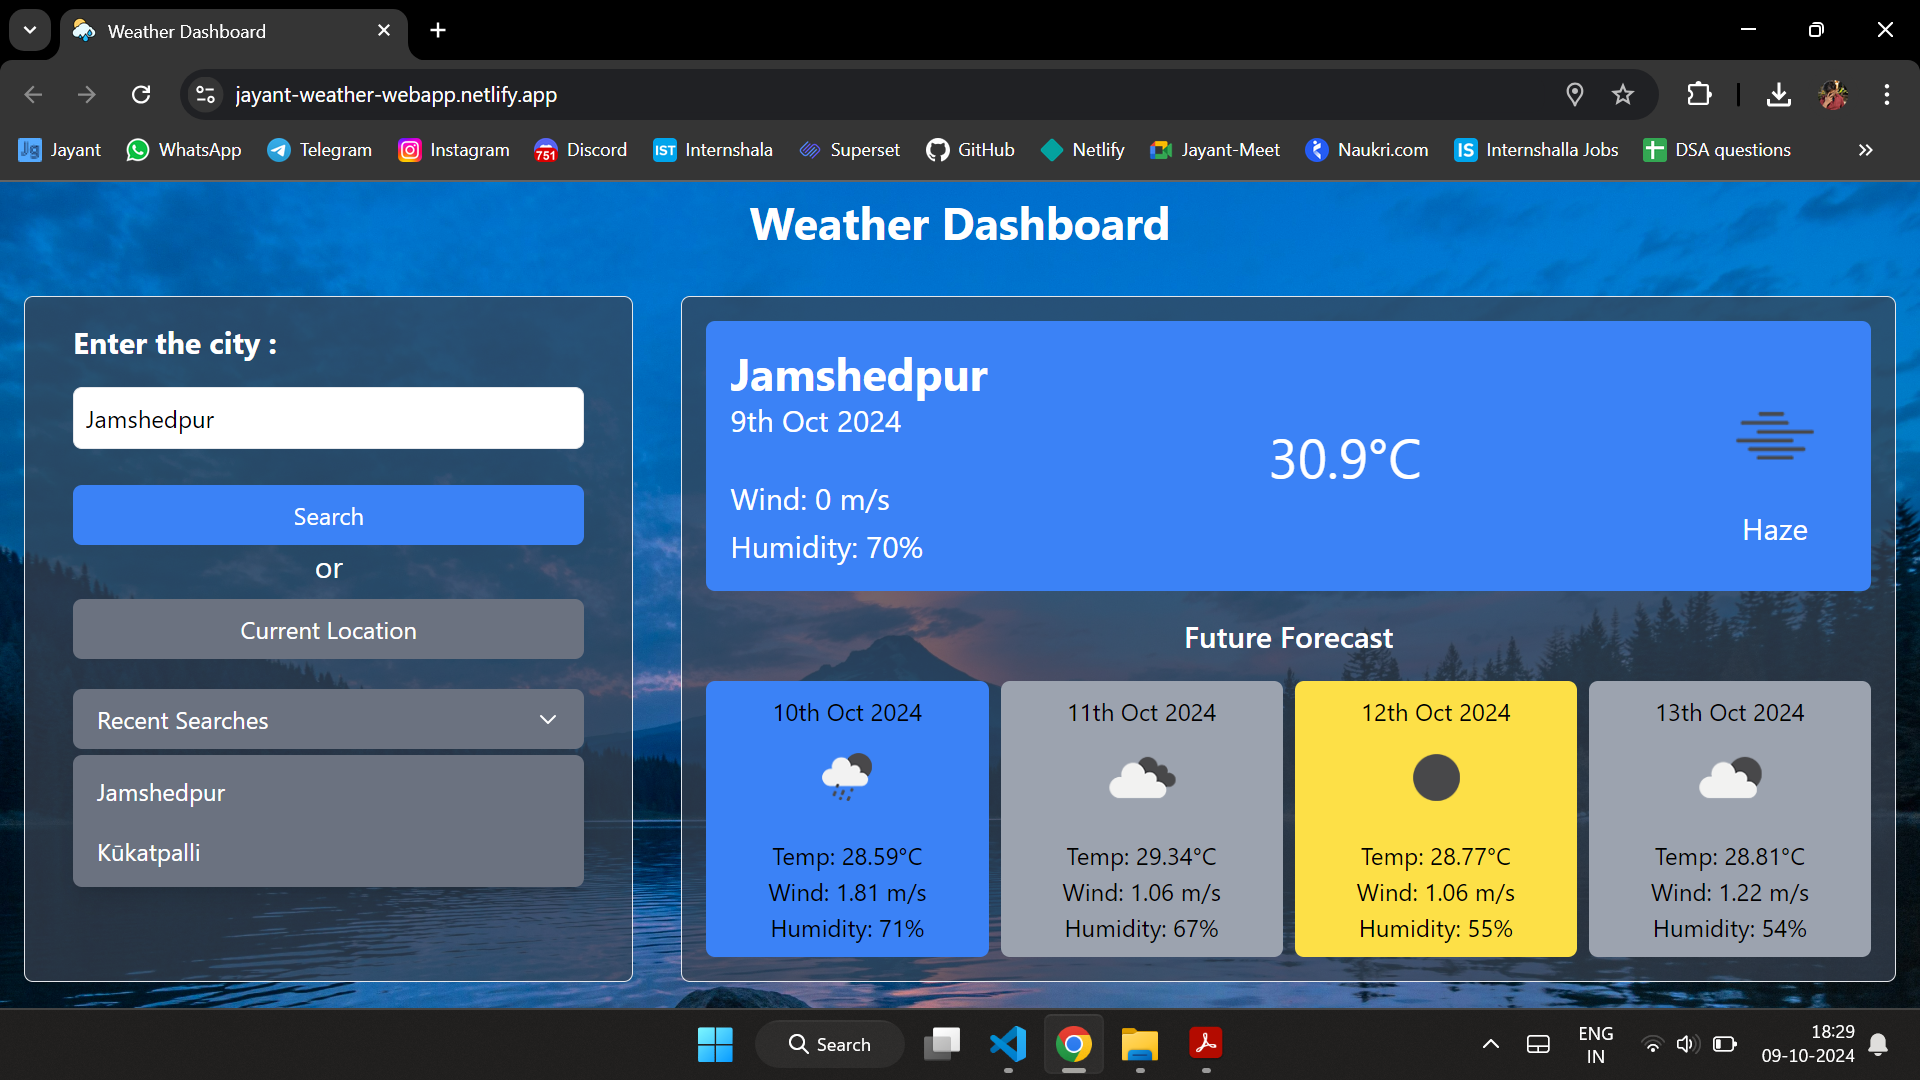 Weather Dashboard
jayant-weather-webapp.netlify.app
Jg Jayant WhatsApp Telegram Instagram 751 Discord IST Internshala Superset GitHub Netlify Jayant-Meet Naukri.com IS Internshalla Jobs DSA questions
Weather Dashboard
Enter the city :
Jamshedpur
Search
or
Current Location
Recent Searches
Jamshedpur
Kūkatpalli
Jamshedpur
9th Oct 2024
Wind: 0 m/s
Humidity: 70%
30.9°C
Haze
Future Forecast
10th Oct 2024
Temp: 28.59°C
Wind: 1.81 m/s
Humidity: 71%
11th Oct 2024
Temp: 29.34°C
Wind: 1.06 m/s
Humidity: 67%
12th Oct 2024
Temp: 28.77°C
Wind: 1.06 m/s
Humidity: 55%
13th Oct 2024
Temp: 28.81°C
Wind: 1.22 m/s
Humidity: 54%
Search
ENG
IN
18:29
09-10-2024